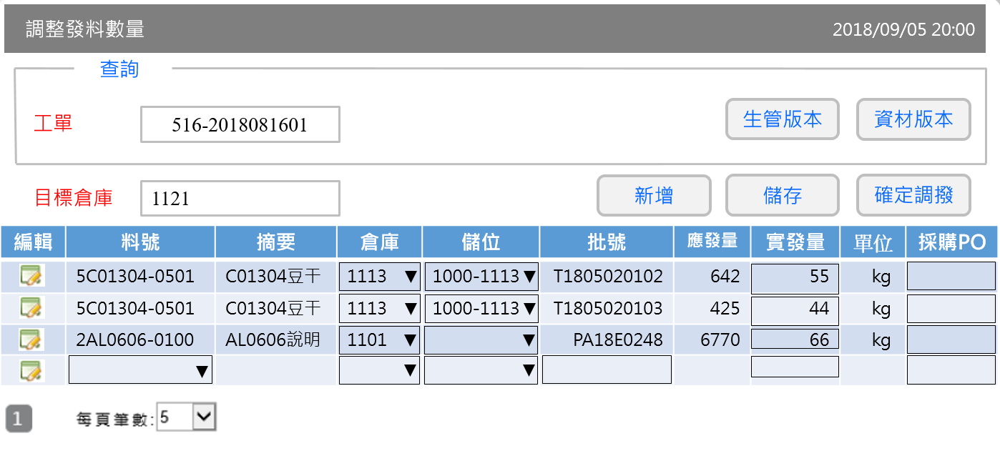 調整發料數量 2018/09/05 20:00
查詢
工單 516-2018081601 生管版本 資材版本
目標倉庫 1121 新增 儲存 確定調撥
編輯 料號 摘要 倉庫 儲位 批號 應發量 實發量 單位 採購PO
5C01304-0501 C01304豆干 1113 ▼ 1000-1113 ▼ T1805020102 642 55 kg
5C01304-0501 C01304豆干 1113 ▼ 1000-1113 ▼ T1805020103 425 44 kg
2AL0606-0100 AL0606說明 1101 ▼ ▼ PA18E0248 6770 66 kg
▼ ▼ ▼
1 每頁筆數: 5